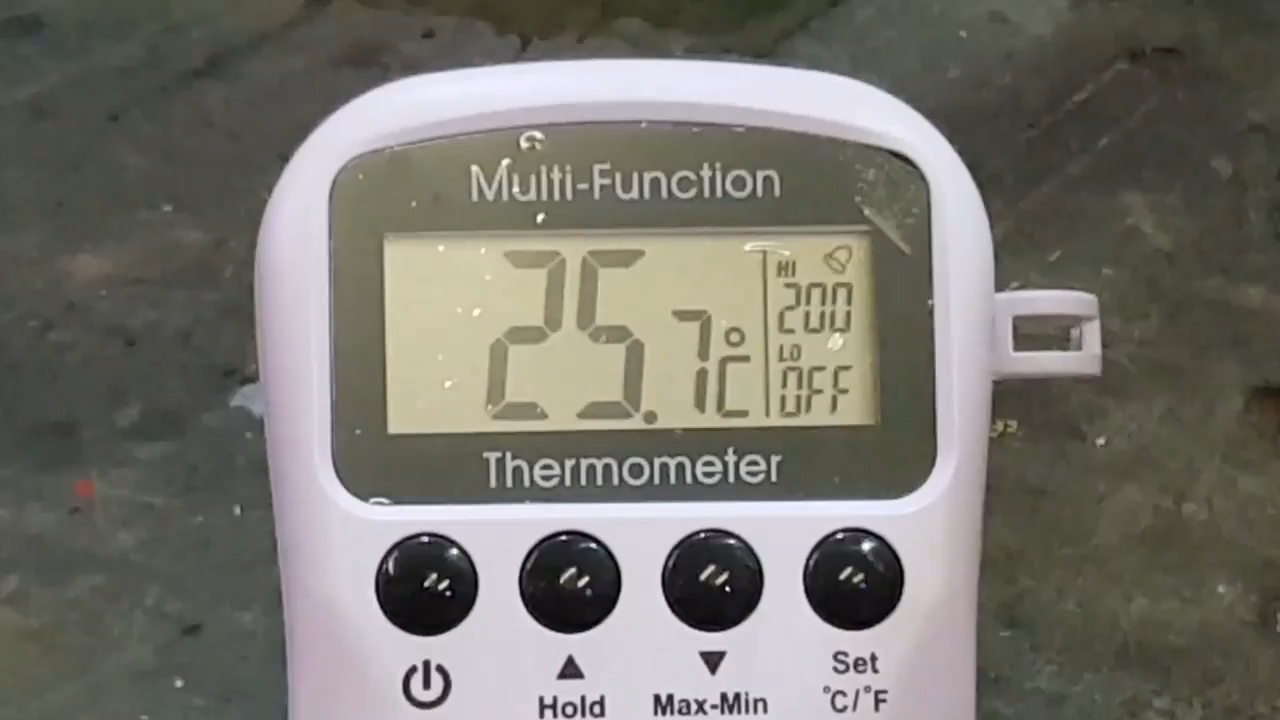 Multi-Function
25.7°C
HI
200
LO
OFF
Thermometer
Hold
Max-Min
Set
°C/°F